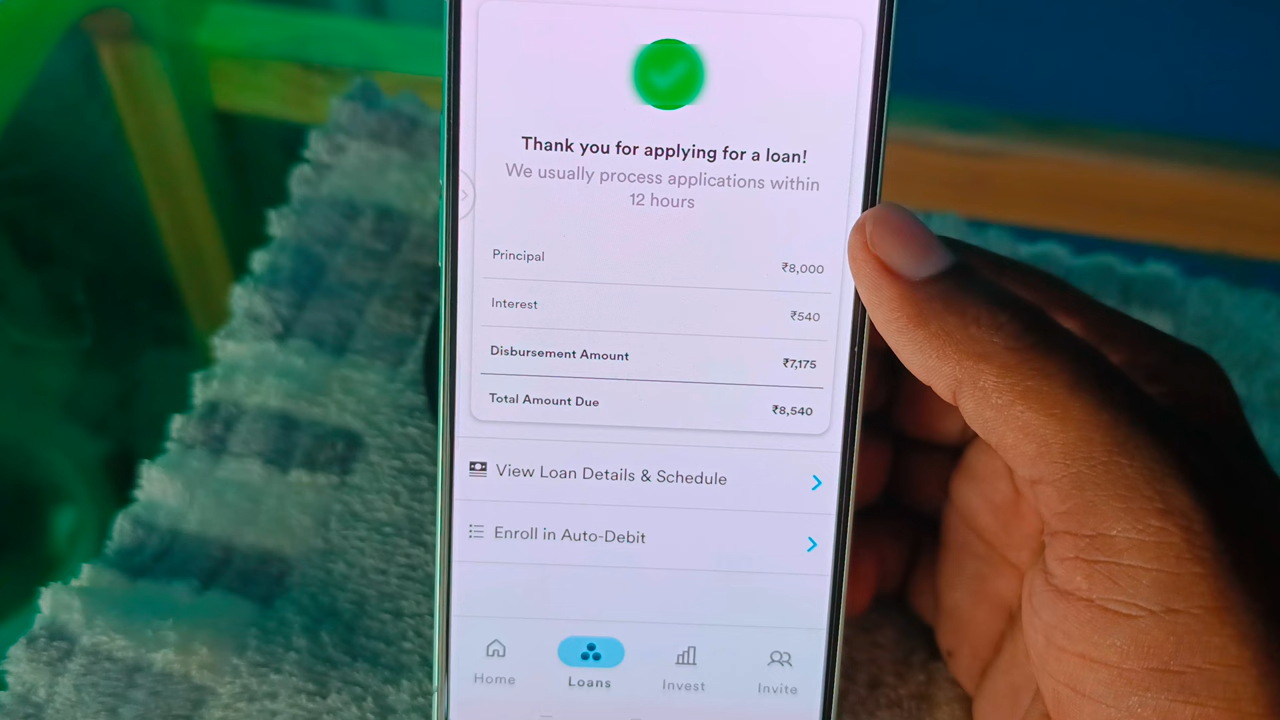 Thank you for applying for a loan!
We usually process applications within
12 hours
Principal ₹8,000
Interest ₹540
Disbursement Amount ₹7,175
Total Amount Due ₹8,540
View Loan Details & Schedule
Enroll in Auto-Debit
Home Loans Invest Invite